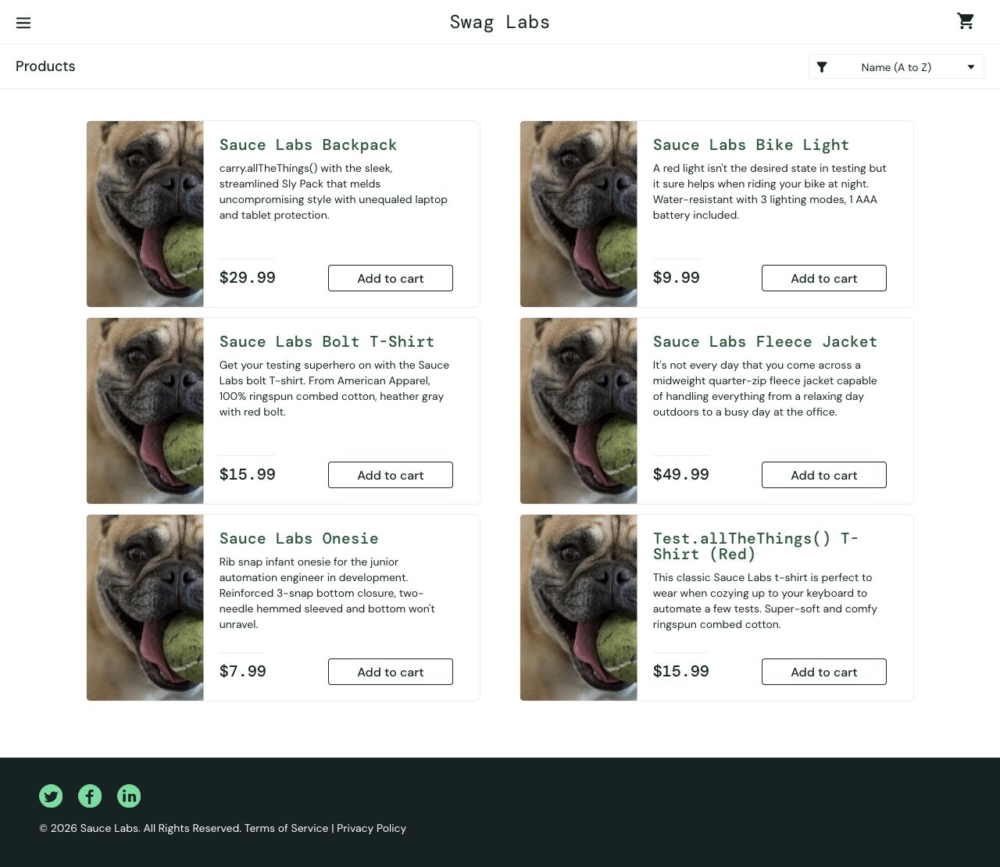 Swag Labs
Products
Name (A to Z)
Sauce Labs Backpack
carry.allTheThings() with the sleek,
streamlined Sly Pack that melds
uncompromising style with unequaled laptop
and tablet protection.
$29.99
Add to cart
Sauce Labs Bike Light
A red light isn't the desired state in testing but
it sure helps when riding your bike at night.
Water-resistant with 3 lighting modes, 1 AAA
battery included.
$9.99
Add to cart
Sauce Labs Bolt T-Shirt
Get your testing superhero on with the Sauce
Labs bolt T-shirt. From American Apparel,
100% ringspun combed cotton, heather gray
with red bolt.
$15.99
Add to cart
Sauce Labs Fleece Jacket
It's not every day that you come across a
midweight quarter-zip fleece jacket capable
of handling everything from a relaxing day
outdoors to a busy day at the office.
$49.99
Add to cart
Sauce Labs Onesie
Rib snap infant onesie for the junior
automation engineer in development.
Reinforced 3-snap bottom closure, two-
needle hemmed sleeved and bottom won't
unravel.
$7.99
Add to cart
Test.allTheThings() T-
Shirt (Red)
This classic Sauce Labs t-shirt is perfect to
wear when cozying up to your keyboard to
automate a few tests. Super-soft and comfy
ringspun combed cotton.
$15.99
Add to cart
© 2026 Sauce Labs. All Rights Reserved. Terms of Service | Privacy Policy